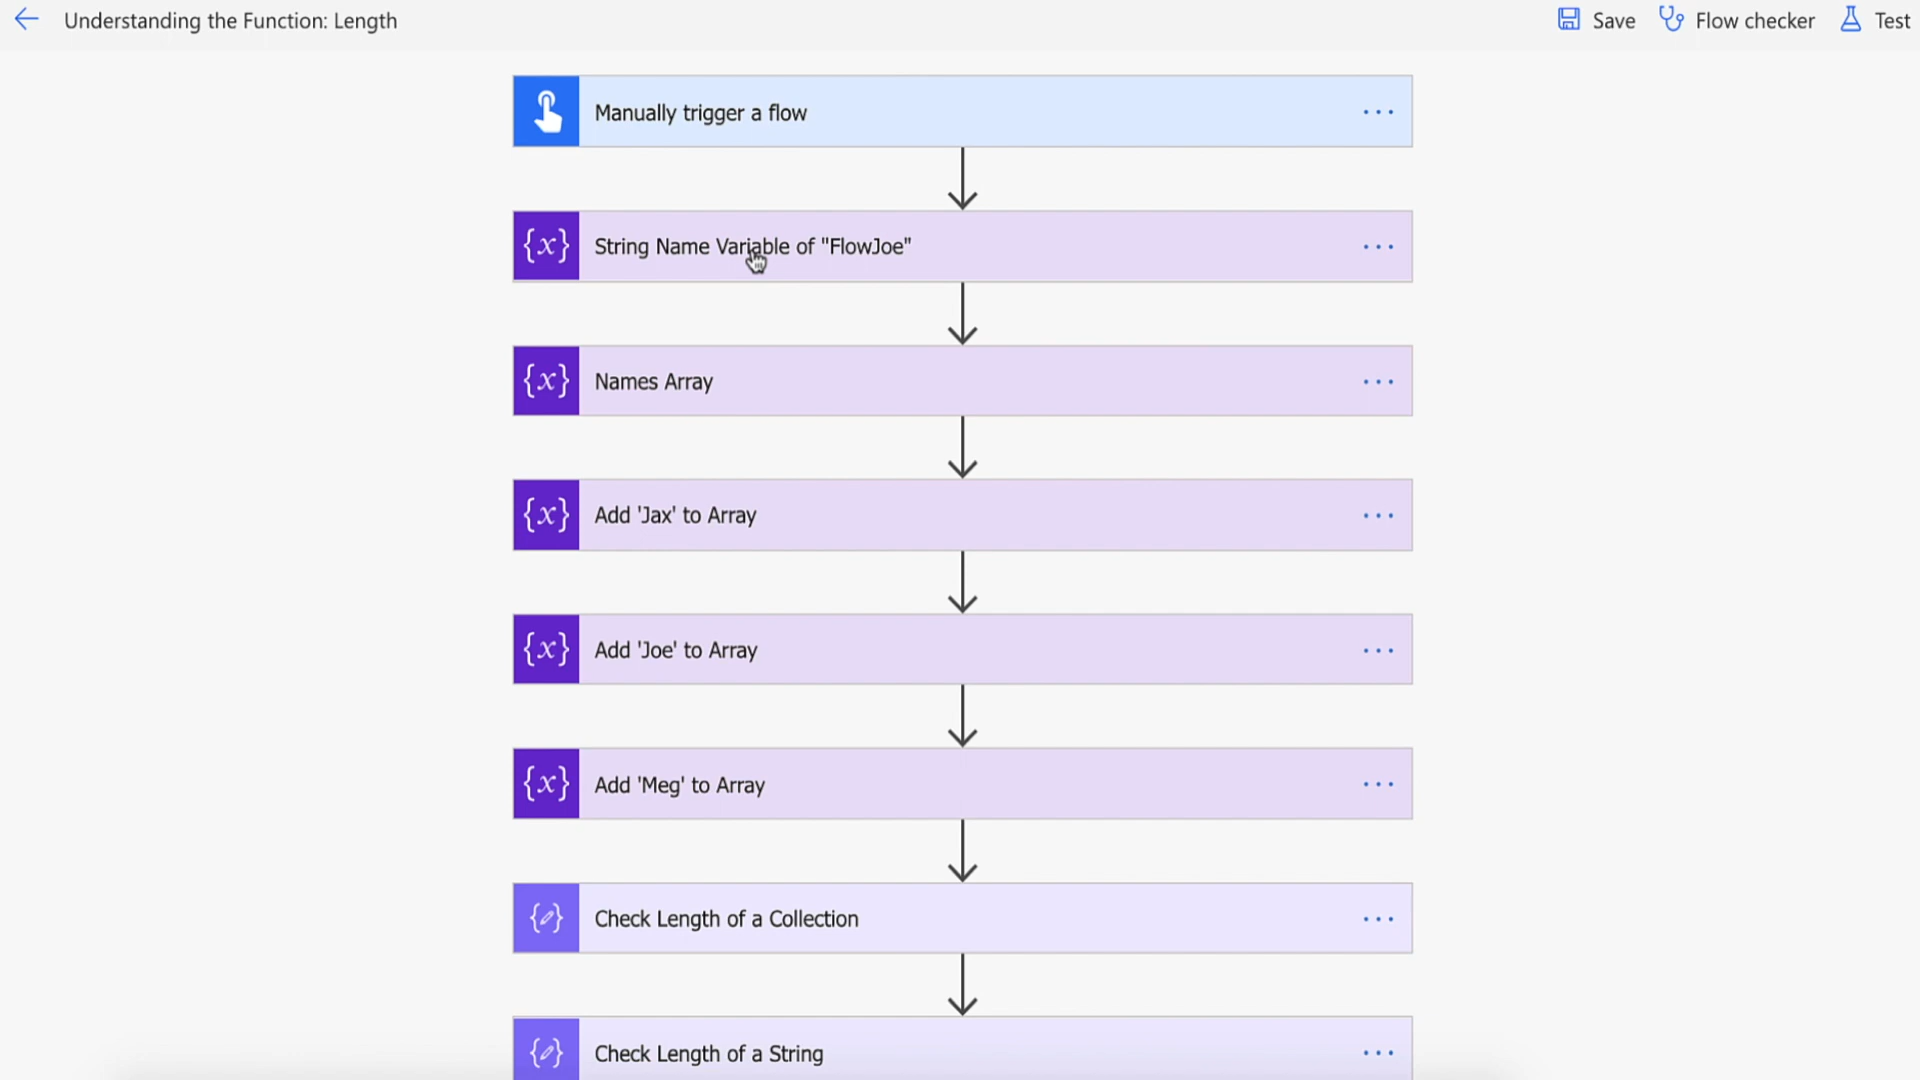 Understanding the Function: Length
Save
Flow checker
Test
Manually trigger a flow
{x}
String Name Variable of "FlowJoe"
{x}
Names Array
{x}
Add 'Jax' to Array
{x}
Add 'Joe' to Array
{x}
Add 'Meg' to Array
Check Length of a Collection
Check Length of a String